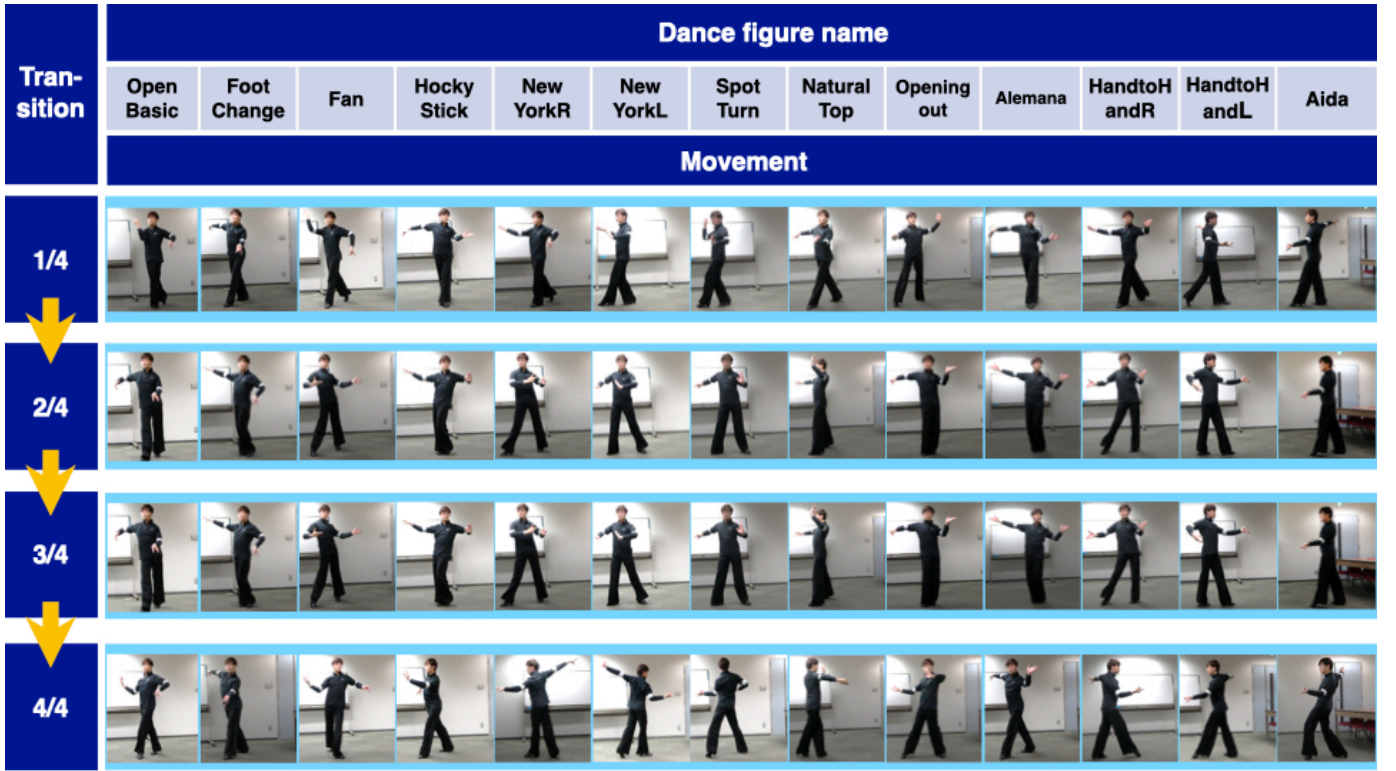 Tran-
sition
Dance figure name
Open
Basic
Foot
Change
Fan
Hocky
Stick
New
YorkR
New
YorkL
Spot
Turn
Natural
Top
Opening
out
Alemana
HandtoH
andR
HandtoH
andL
Aida
Movement
1/4
2/4
3/4
4/4